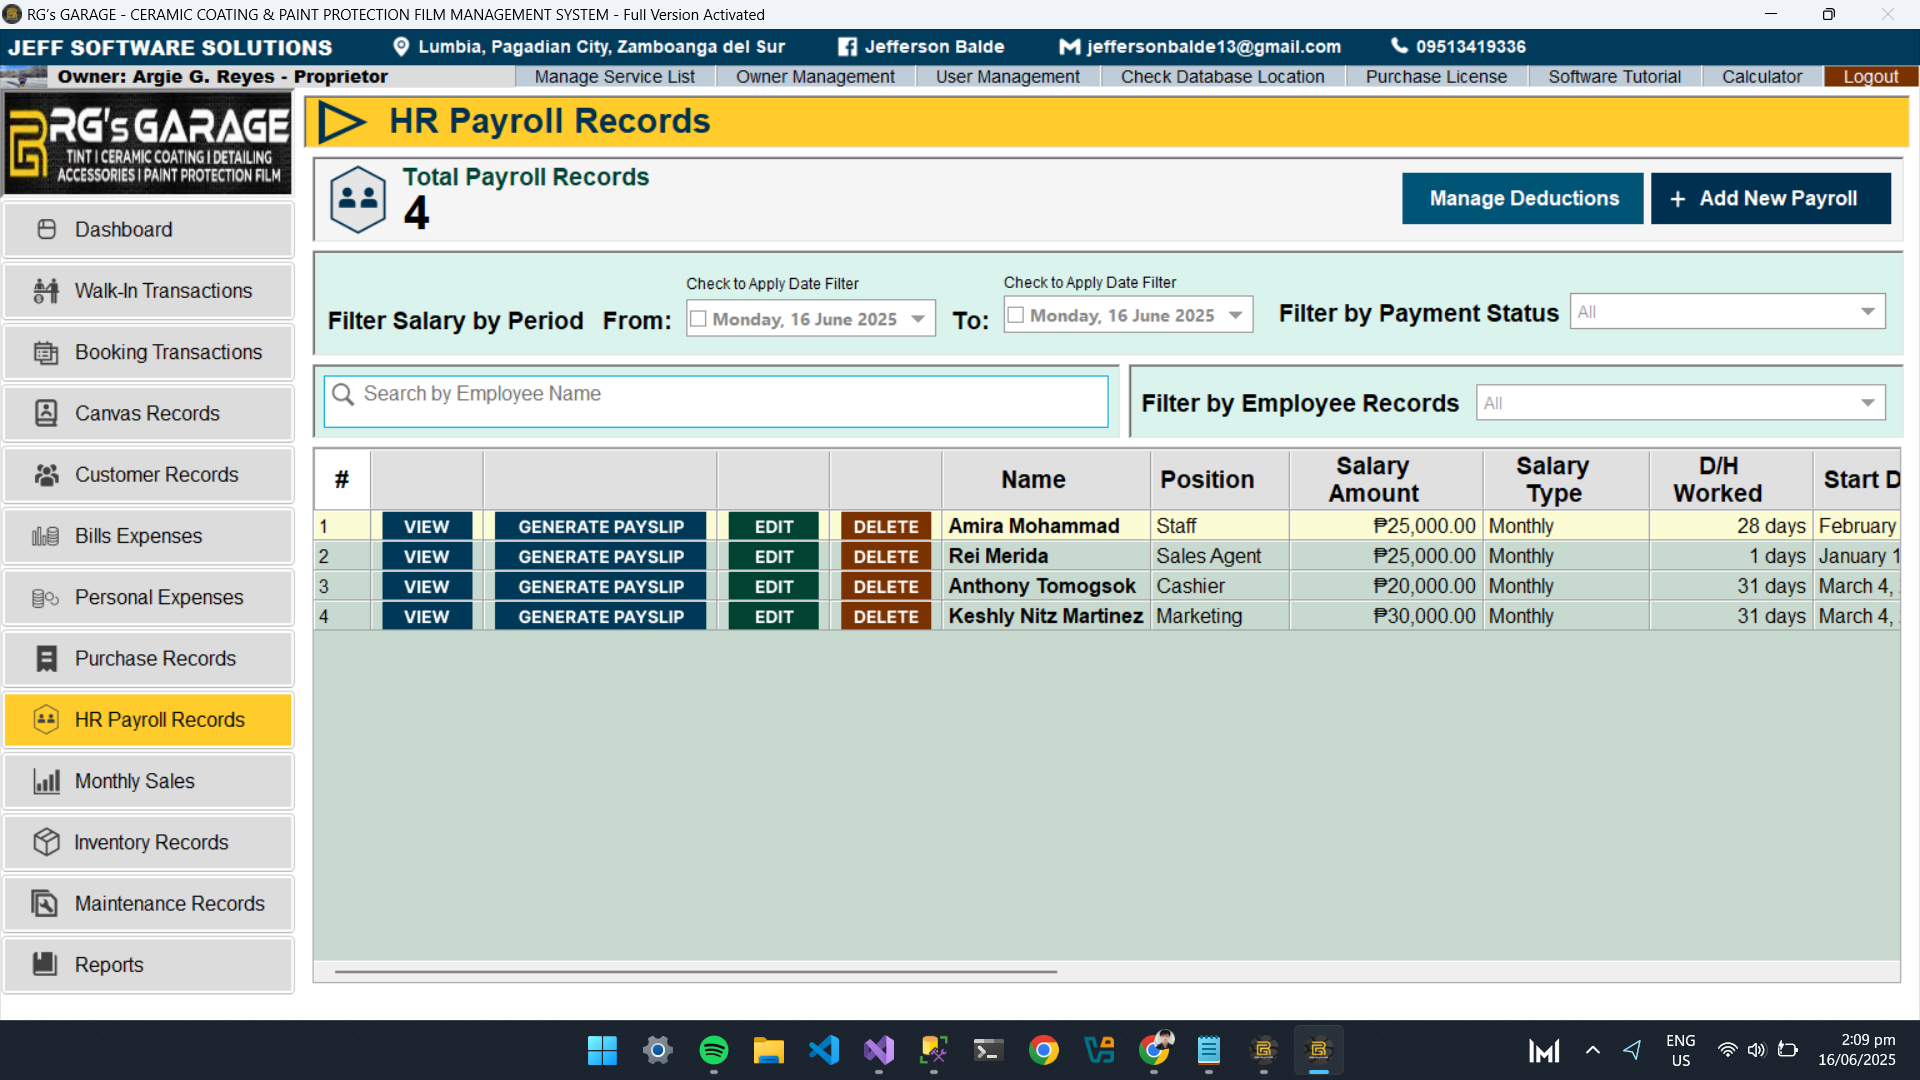 RG's GARAGE - CERAMIC COATING & PAINT PROTECTION FILM MANAGEMENT SYSTEM - Full Version Activated
JEFF SOFTWARE SOLUTIONS Lumbia, Pagadian City, Zamboanga del Sur Jefferson Balde jeffersonbalde13@gmail.com 09513419336
Owner: Argie G. Reyes - Proprietor Manage Service List Owner Management User Management Check Database Location Purchase License Software Tutorial Calculator Logout
RG's GARAGE
TINT | CERAMIC COATING | DETAILING
ACCESSORIES | PAINT PROTECTION FILM
Dashboard
Walk-In Transactions
Booking Transactions
Canvas Records
Customer Records
Bills Expenses
Personal Expenses
Purchase Records
HR Payroll Records
Monthly Sales
Inventory Records
Maintenance Records
Reports
HR Payroll Records
Total Payroll Records
4
Manage Deductions + Add New Payroll
Check to Apply Date Filter Check to Apply Date Filter
Filter Salary by Period From: Monday, 16 June 2025 To: Monday, 16 June 2025 Filter by Payment Status All
Search by Employee Name Filter by Employee Records All
# Name Position Salary Amount Salary Type D/H Worked Start D
1 VIEW GENERATE PAYSLIP EDIT DELETE Amira Mohammad Staff ₱25,000.00 Monthly 28 days February
2 VIEW GENERATE PAYSLIP EDIT DELETE Rei Merida Sales Agent ₱25,000.00 Monthly 1 days January 1
3 VIEW GENERATE PAYSLIP EDIT DELETE Anthony Tomogsok Cashier ₱20,000.00 Monthly 31 days March 4,
4 VIEW GENERATE PAYSLIP EDIT DELETE Keshly Nitz Martinez Marketing ₱30,000.00 Monthly 31 days March 4,
ENG
US
2:09 pm
16/06/2025